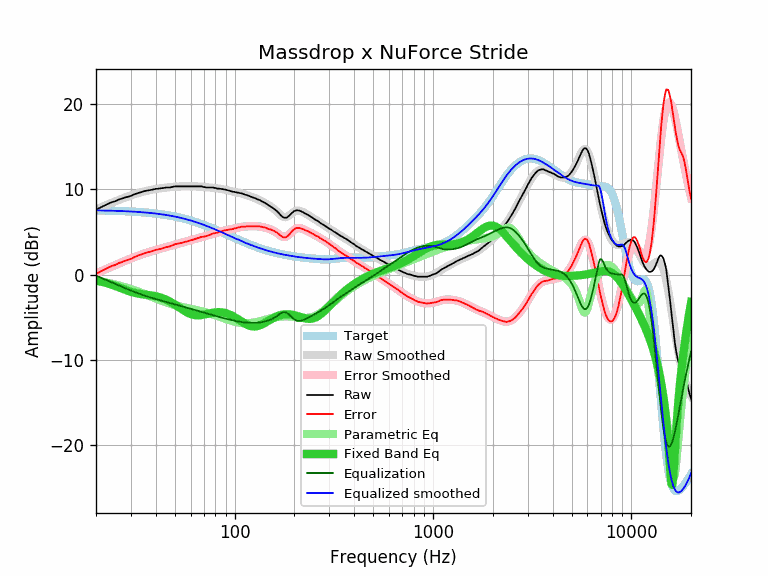 Massdrop x NuForce Stride
20
10
0
−10
−20
Amplitude (dBr)
Target
Raw Smoothed
Error Smoothed
Raw
Error
Parametric Eq
Fixed Band Eq
Equalization
Equalized smoothed
100
1000
10000
Frequency (Hz)